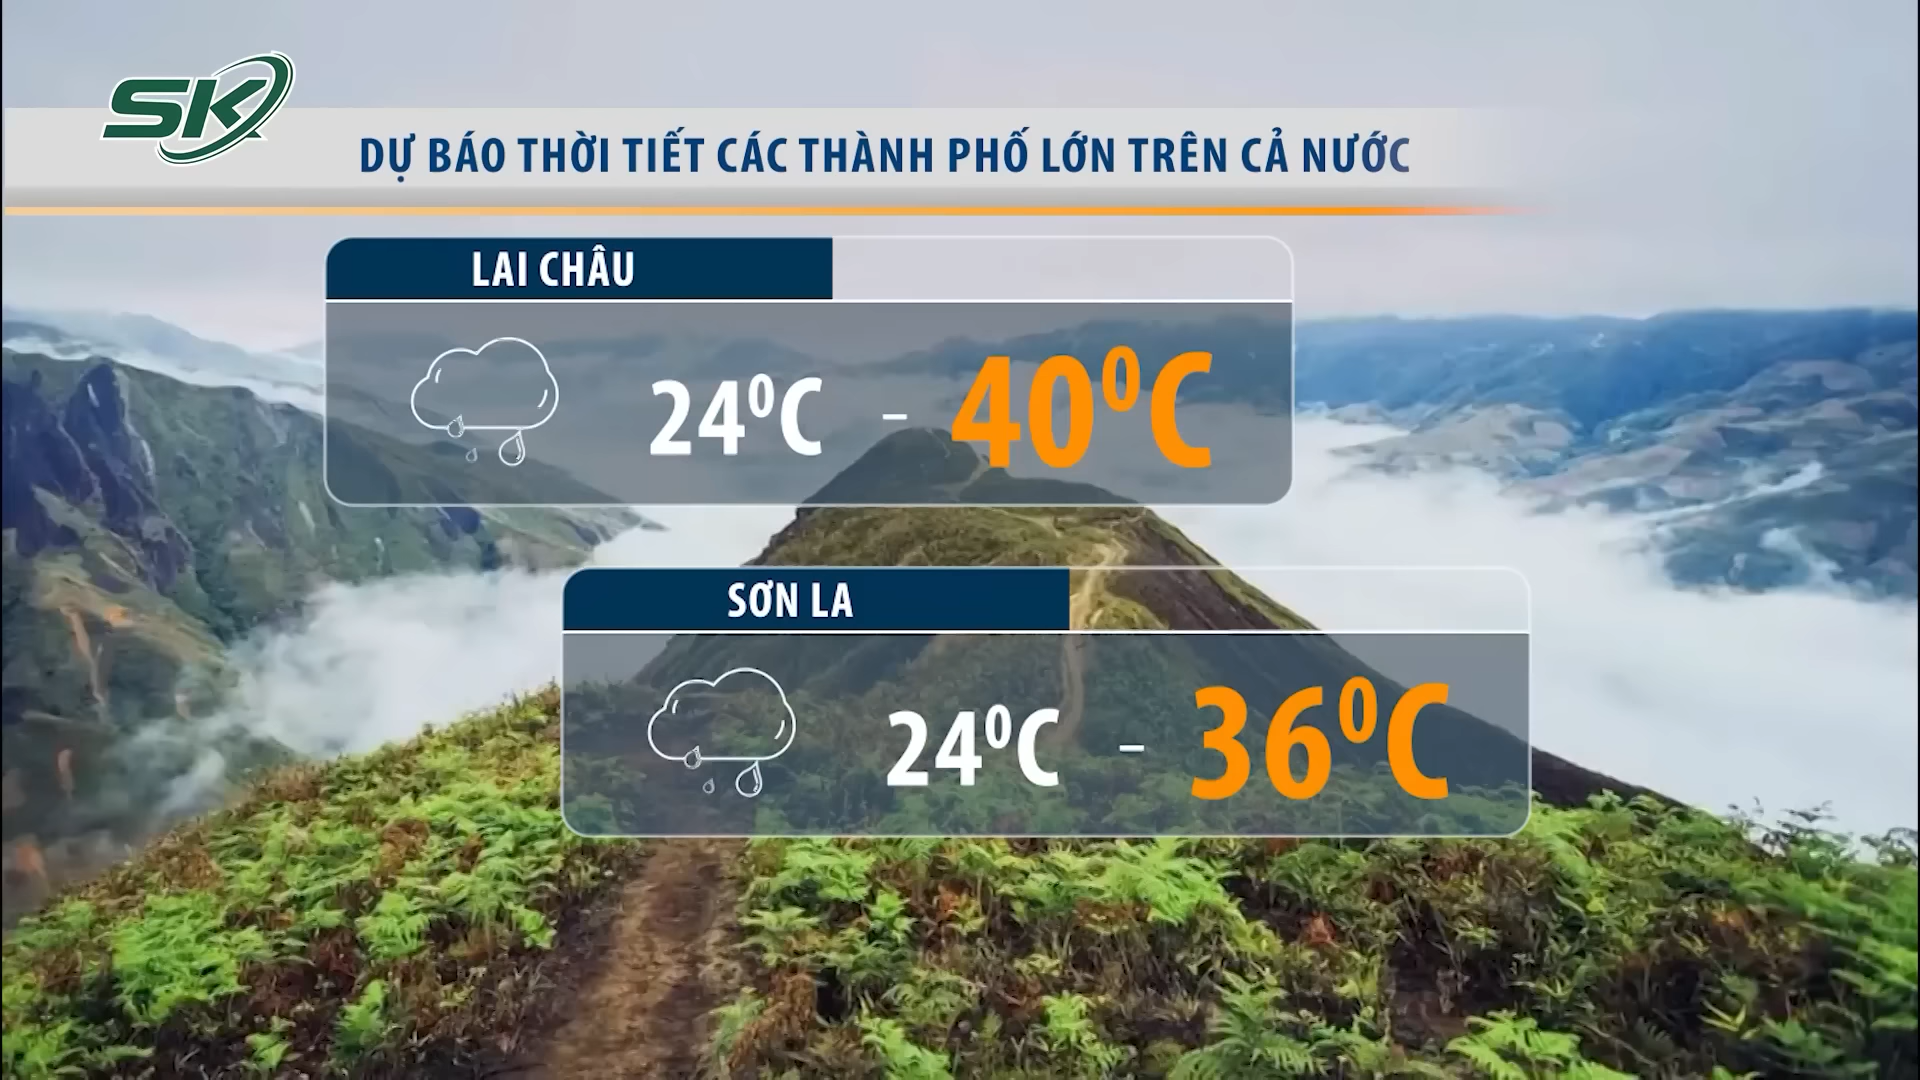 SK
DỰ BÁO THỜI TIẾT CÁC THÀNH PHỐ LỚN TRÊN CẢ NƯỚC
LAI CHÂU
24⁰C - 40⁰C
SƠN LA
24⁰C - 36⁰C